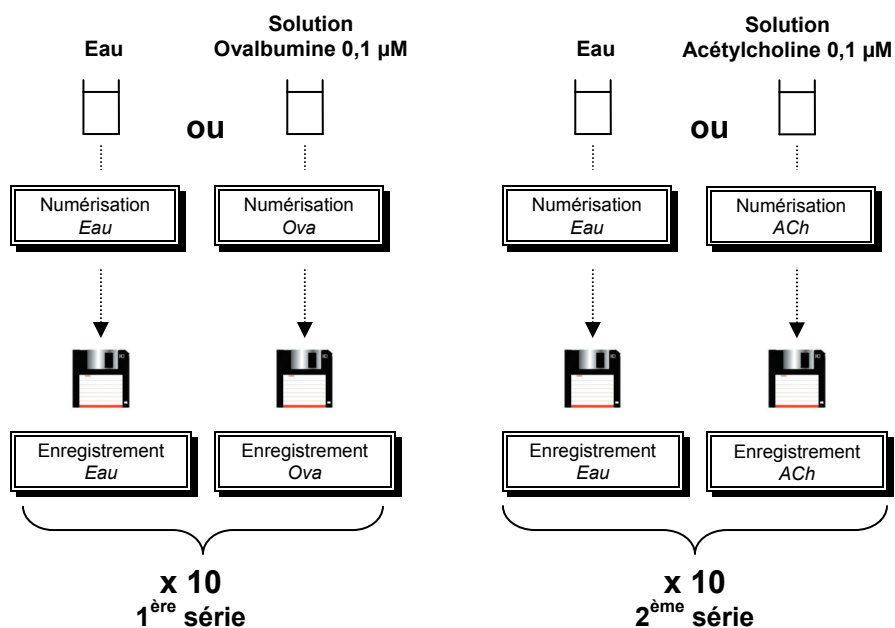 Eau
Solution
Ovalbumine 0,1 µM
ou
Numérisation
Eau
Numérisation
Ova
Enregistrement
Eau
Enregistrement
Ova
x 10
1ère série
Eau
Solution
Acétylcholine 0,1 µM
ou
Numérisation
Eau
Numérisation
ACh
Enregistrement
Eau
Enregistrement
ACh
x 10
2ème série